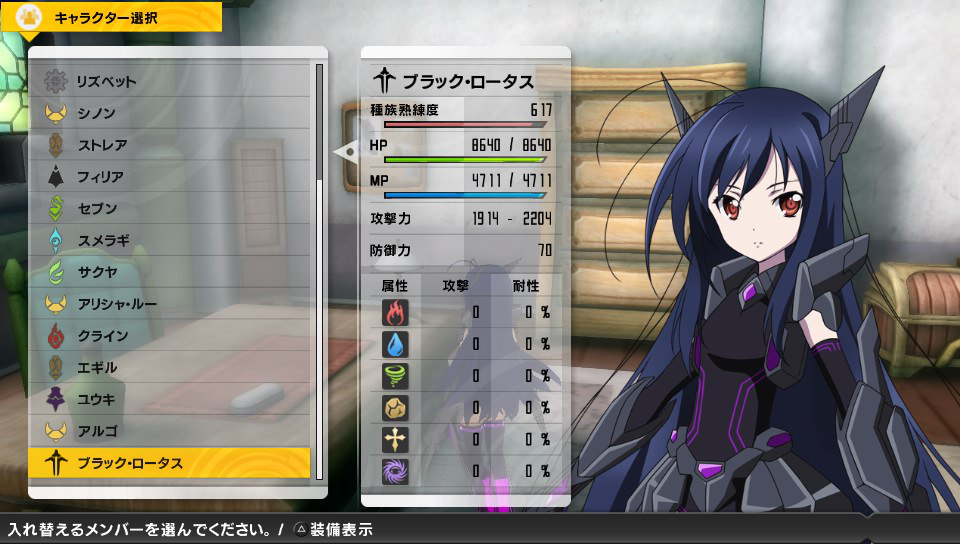 キャラクター選択
リズベット
シノン
ストレア
フィリア
セブン
スメラギ
サクヤ
アリシャ・ルー
クライン
エギル
ユウキ
アルゴ
ブラック・ロータス
ブラック・ロータス
種族熟練度 617
HP 8640 / 8640
MP 4711 / 4711
攻撃力 1914 - 2204
防御力 70
属性 攻撃 耐性
0 0 %
0 0 %
0 0 %
0 0 %
0 0 %
0 0 %
入れ替えるメンバーを選んでください。 / △装備表示